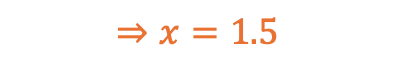 ⇒ x = 1.5